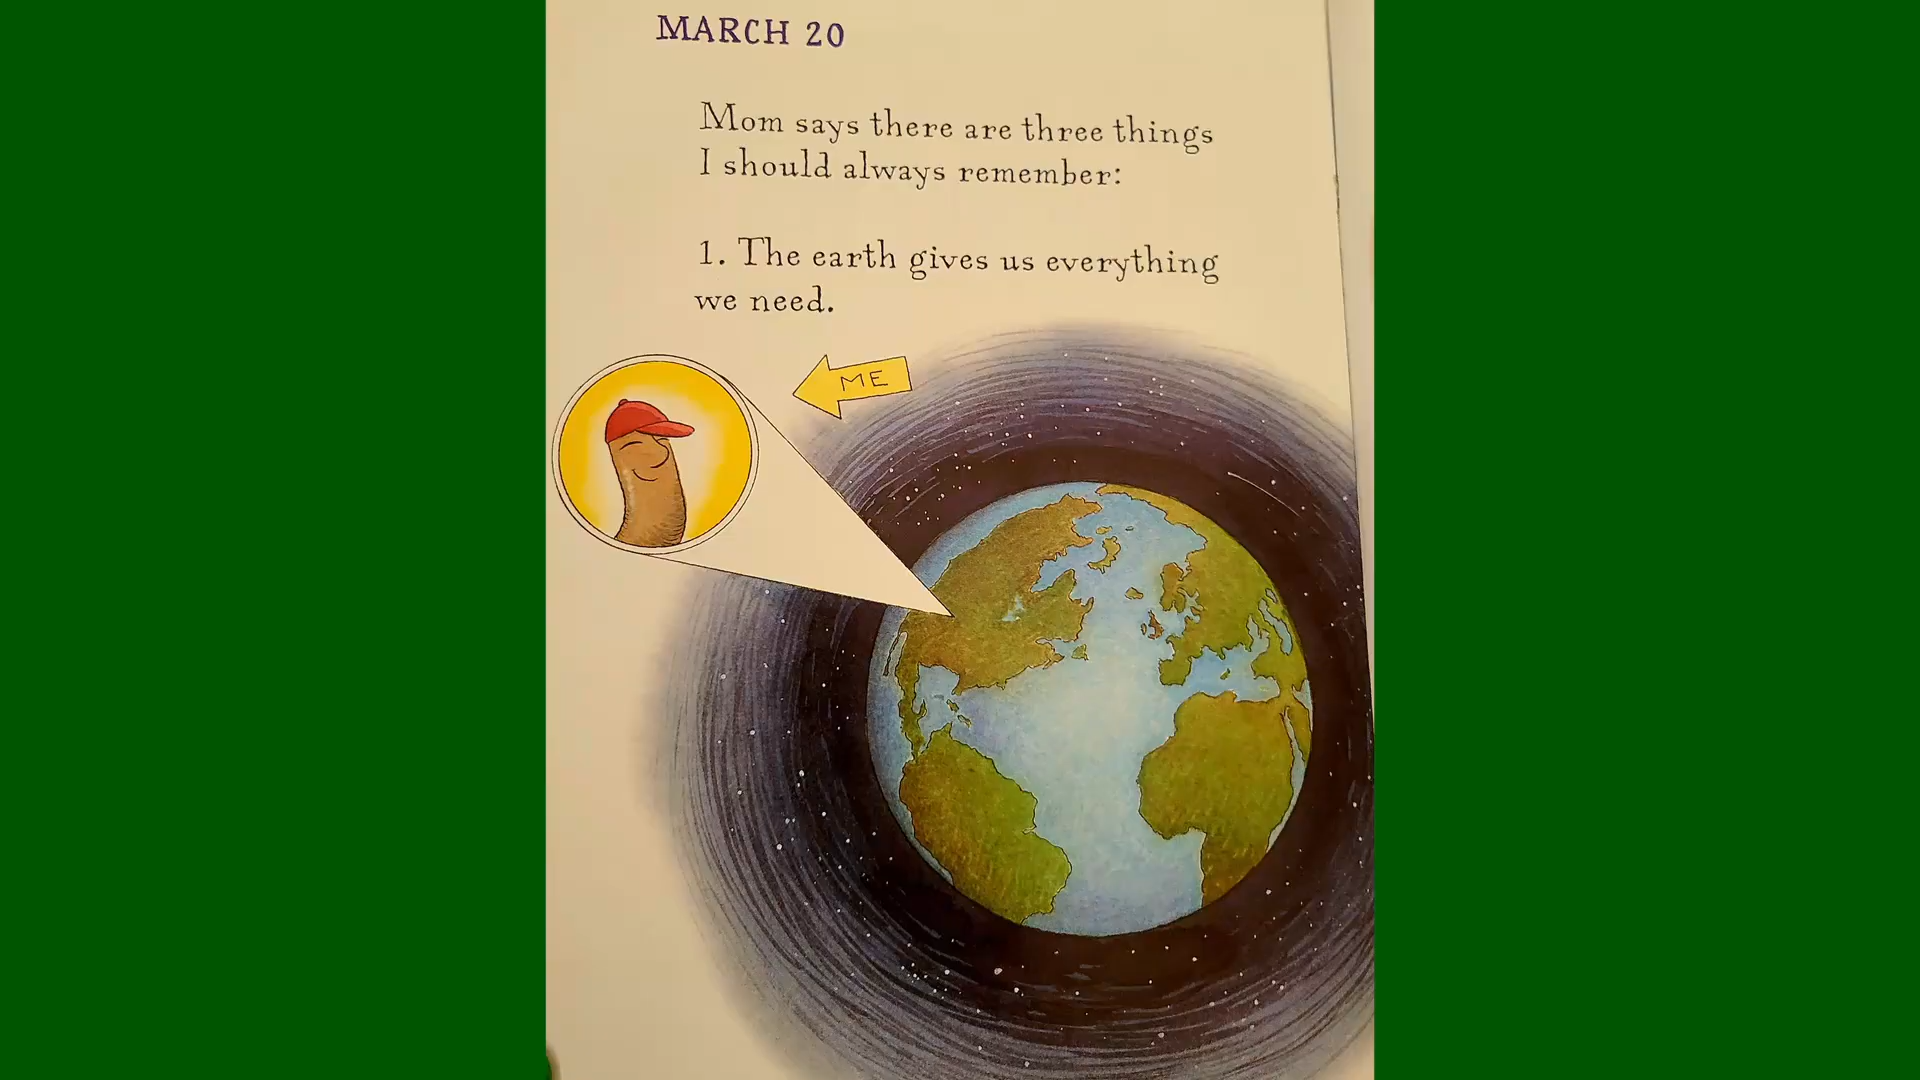 MARCH 20
Mom says there are three things
I should always remember:
1. The earth gives us everything
we need.
ME